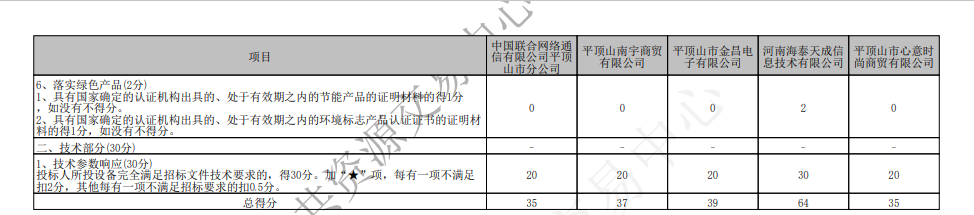 项目
中国联合网络通信有限公司平顶山市分公司
平顶山南宇商贸有限公司
平顶山市金昌电子有限公司
河南海泰天成信息技术有限公司
平顶山市心意时尚商贸有限公司
6、落实绿色产品(2分)
1、具有国家确定的认证机构出具的、处于有效期之内的节能产品的证明材料的得1分
，如没有不得分。
2、具有国家确定的认证机构出具的、处于有效期之内的环境标志产品认证证书的证明材
料的得1分，如没有不得分。
0 0 0 2 0
二、技术部分(30分)
- - - - -
1、技术参数响应(30分)
投标人所投设备完全满足招标文件技术要求的，得30分。加“★”项，每有一项不满足
扣2分，其他每有一项不满足招标要求的扣0.5分。
20 20 20 30 20
总得分 35 37 39 64 35
共资源交易中心
易中心